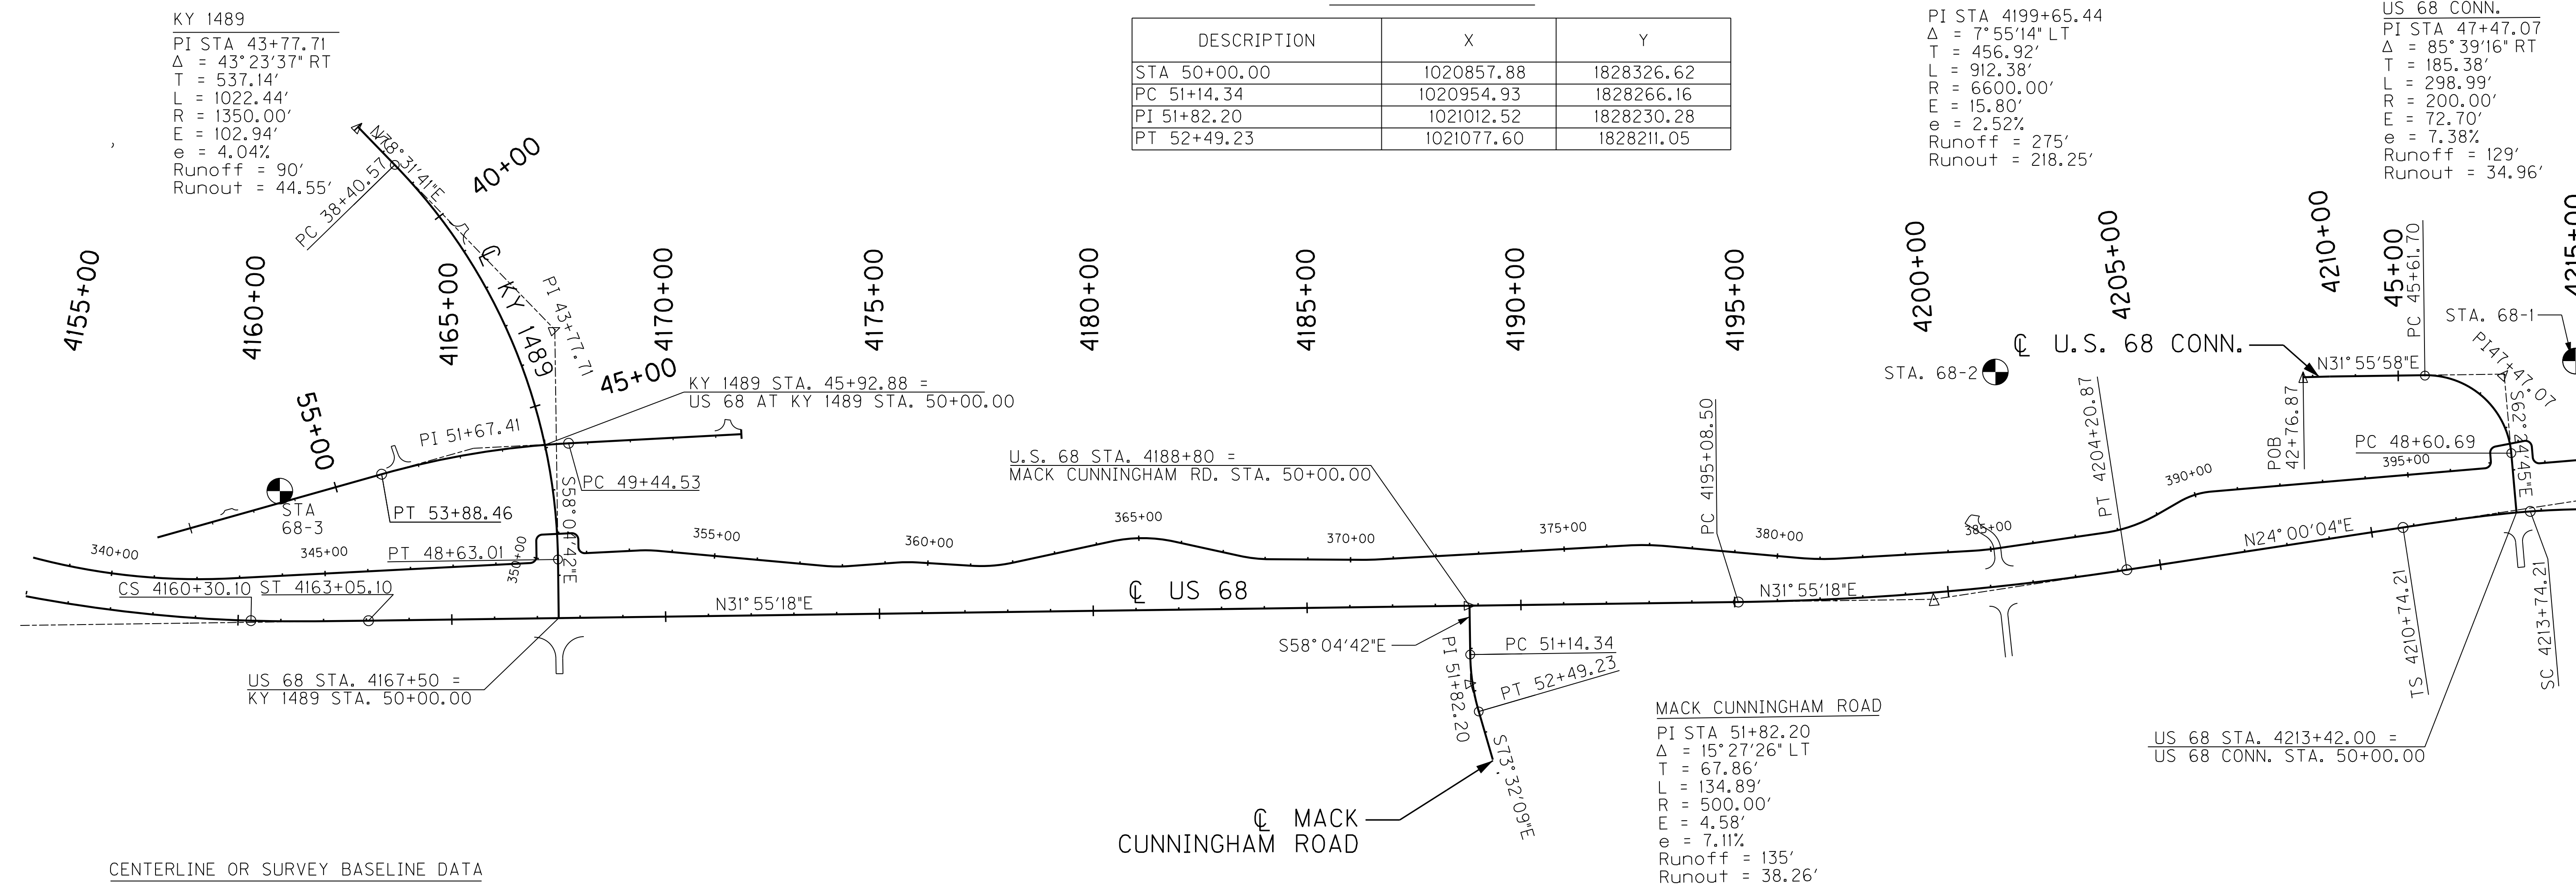 KY 1489
PI STA 43+77.71
Δ = 43°23'37" RT
T = 537.14'
L = 1022.44'
R = 1350.00'
E = 102.94'
e = 4.04%
Runoff = 90'
Runout = 44.55'
DESCRIPTION X Y
STA 50+00.00 1020857.88 1828326.62
PC 51+14.34 1020954.93 1828266.16
PI 51+82.20 1021012.52 1828230.28
PT 52+49.23 1021077.60 1828211.05
PI STA 4199+65.44
Δ = 7°55'14" LT
T = 456.92'
L = 912.38'
R = 6600.00'
E = 15.80'
e = 2.52%
Runoff = 275'
Runout = 218.25'
US 68 CONN.
PI STA 47+47.07
Δ = 85°39'16" RT
T = 185.38'
L = 298.99'
R = 200.00'
E = 72.70'
e = 7.38%
Runoff = 129'
Runout = 34.96'
N78°31'41"E
40+00
PC 38+40.57
℄ KY 1489
PI 43+77.71
45+00
4155+00
4160+00
4165+00
4170+00
4175+00
4180+00
4185+00
4190+00
4195+00
4200+00
4205+00
4210+00
45+00
4215+00
PC 45+61.70
STA. 68-1
PI 47+47.07
℄ U.S. 68 CONN.
N31°55'58"E
STA. 68-2
POB
42+76.87
S62°24'45"E
PC 48+60.69
KY 1489 STA. 45+92.88 =
US 68 AT KY 1489 STA. 50+00.00
55+00
PI 51+67.41
PC 49+44.53
STA
68-3
PT 53+88.46
S58°04'42"E
PT 48+63.01
U.S. 68 STA. 4188+80 =
MACK CUNNINGHAM RD. STA. 50+00.00
PC 4195+08.50
PT 4204+20.87
340+00
345+00
350+00
355+00
360+00
365+00
370+00
375+00
380+00
385+00
390+00
395+00
CS 4160+30.10
ST 4163+05.10
N31°55'18"E
℄ US 68
N31°55'18"E
N24°00'04"E
TS 4210+74.21
SC 4213+74.21
US 68 STA. 4167+50 =
KY 1489 STA. 50+00.00
S58°04'42"E
PC 51+14.34
PI 51+82.20
PT 52+49.23
S73°32'09"E
℄ MACK
CUNNINGHAM ROAD
MACK CUNNINGHAM ROAD
PI STA 51+82.20
Δ = 15°27'26" LT
T = 67.86'
L = 134.89'
R = 500.00'
E = 4.58'
e = 7.11%
Runoff = 135'
Runout = 38.26'
US 68 STA. 4213+42.00 =
US 68 CONN. STA. 50+00.00
CENTERLINE OR SURVEY BASELINE DATA